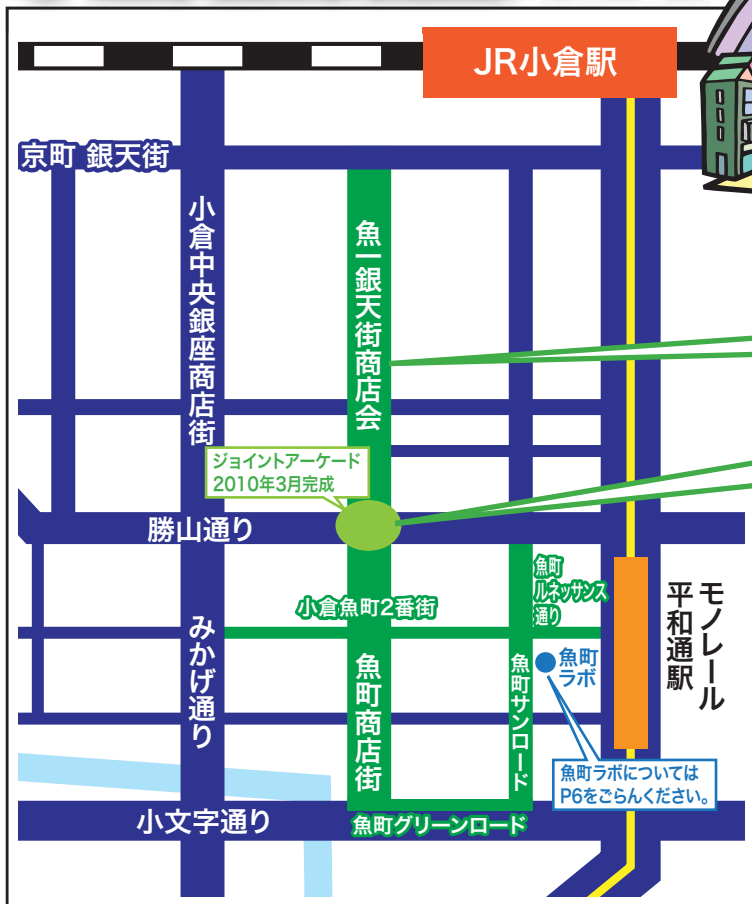 JR小倉駅
京町 銀天街
小倉中央銀座商店街
魚一銀天街商店会
ジョイントアーケード
2010年3月完成
勝山通り
魚町
ルネッサンス
通り
小倉魚町2番街
モノレール
平和通駅
みかげ通り
魚町商店街
魚町サンロード
魚町
ラボ
魚町ラボについては
P6をごらんください。
小文字通り
魚町グリーンロード